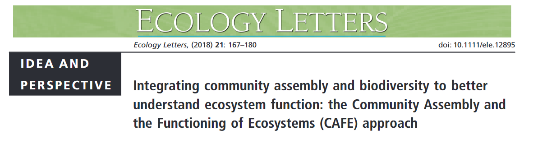 ECOLOGY LETTERS
Ecology Letters, (2018) 21: 167–180 doi: 10.1111/ele.12895
IDEA AND
PERSPECTIVE
Integrating community assembly and biodiversity to better
understand ecosystem function: the Community Assembly and
the Functioning of Ecosystems (CAFE) approach